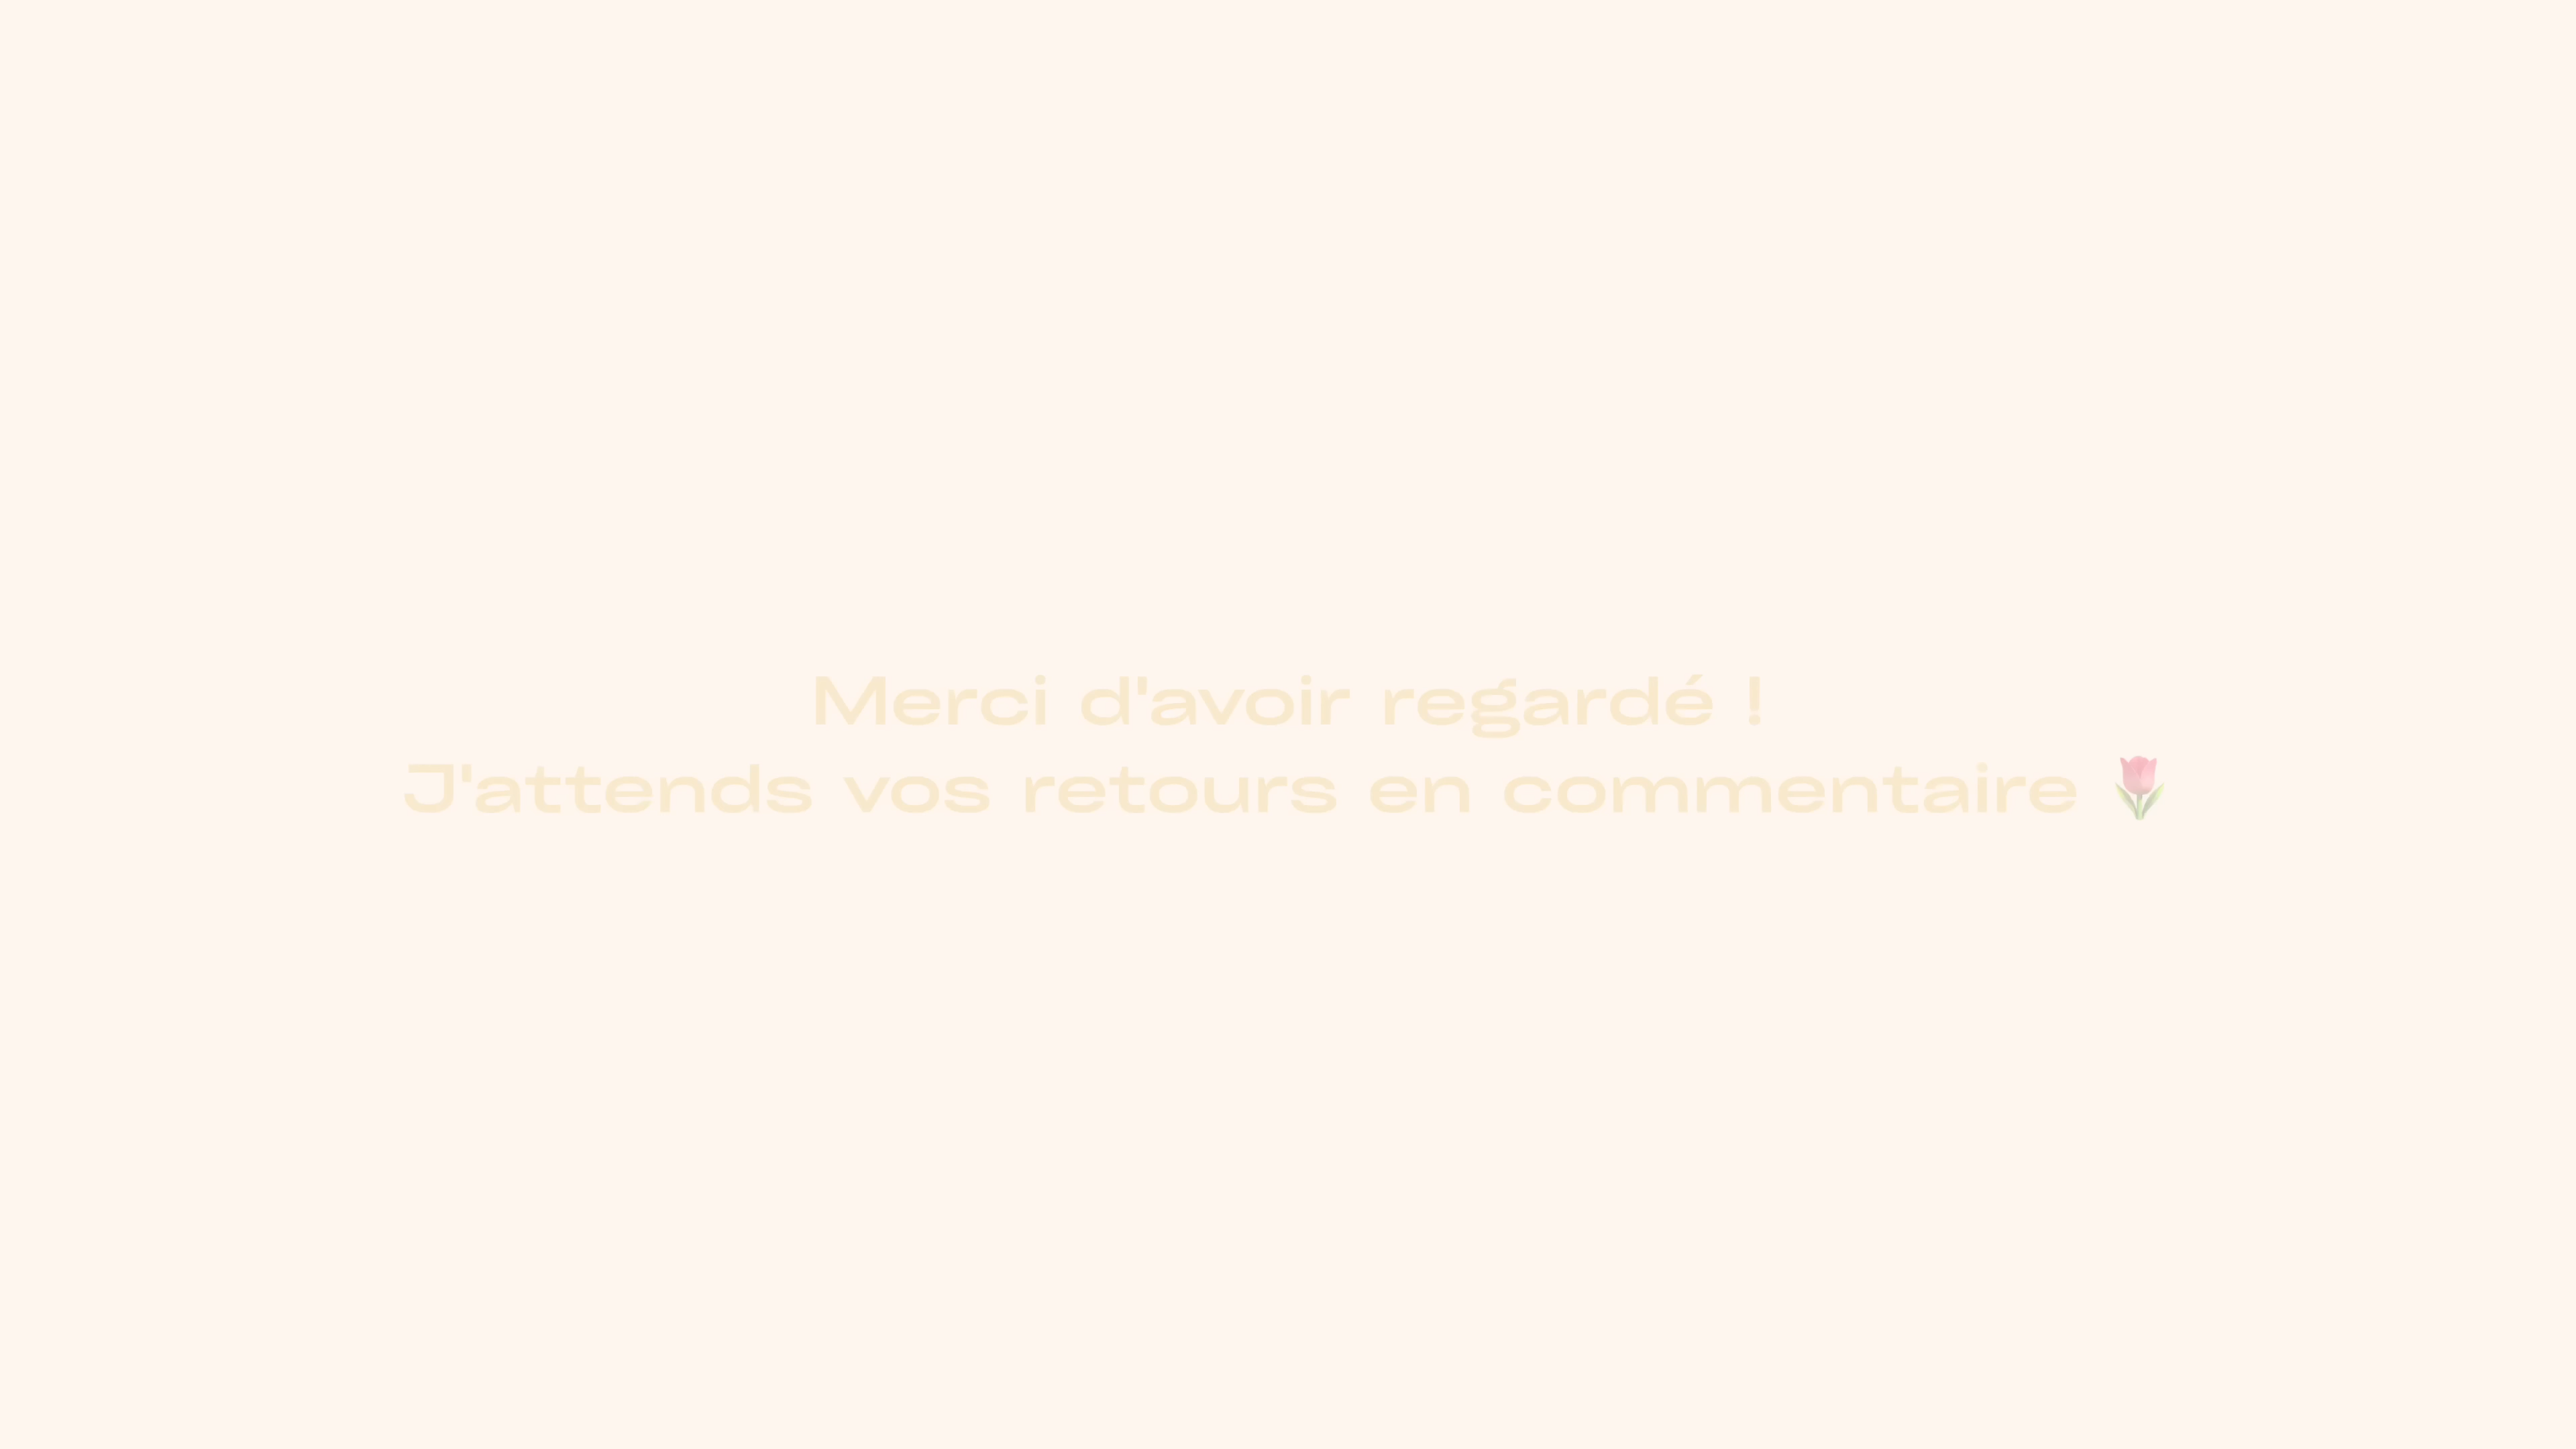 Merci d'avoir regardé !
J'attends vos retours en commentaire 🌷